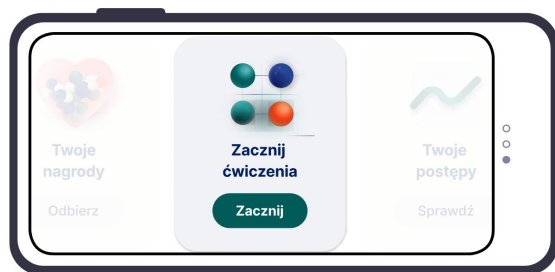 Twoje
nagrody
Odbierz
Zacznij
ćwiczenia
Zacznij
Twoje
postępy
Sprawdź